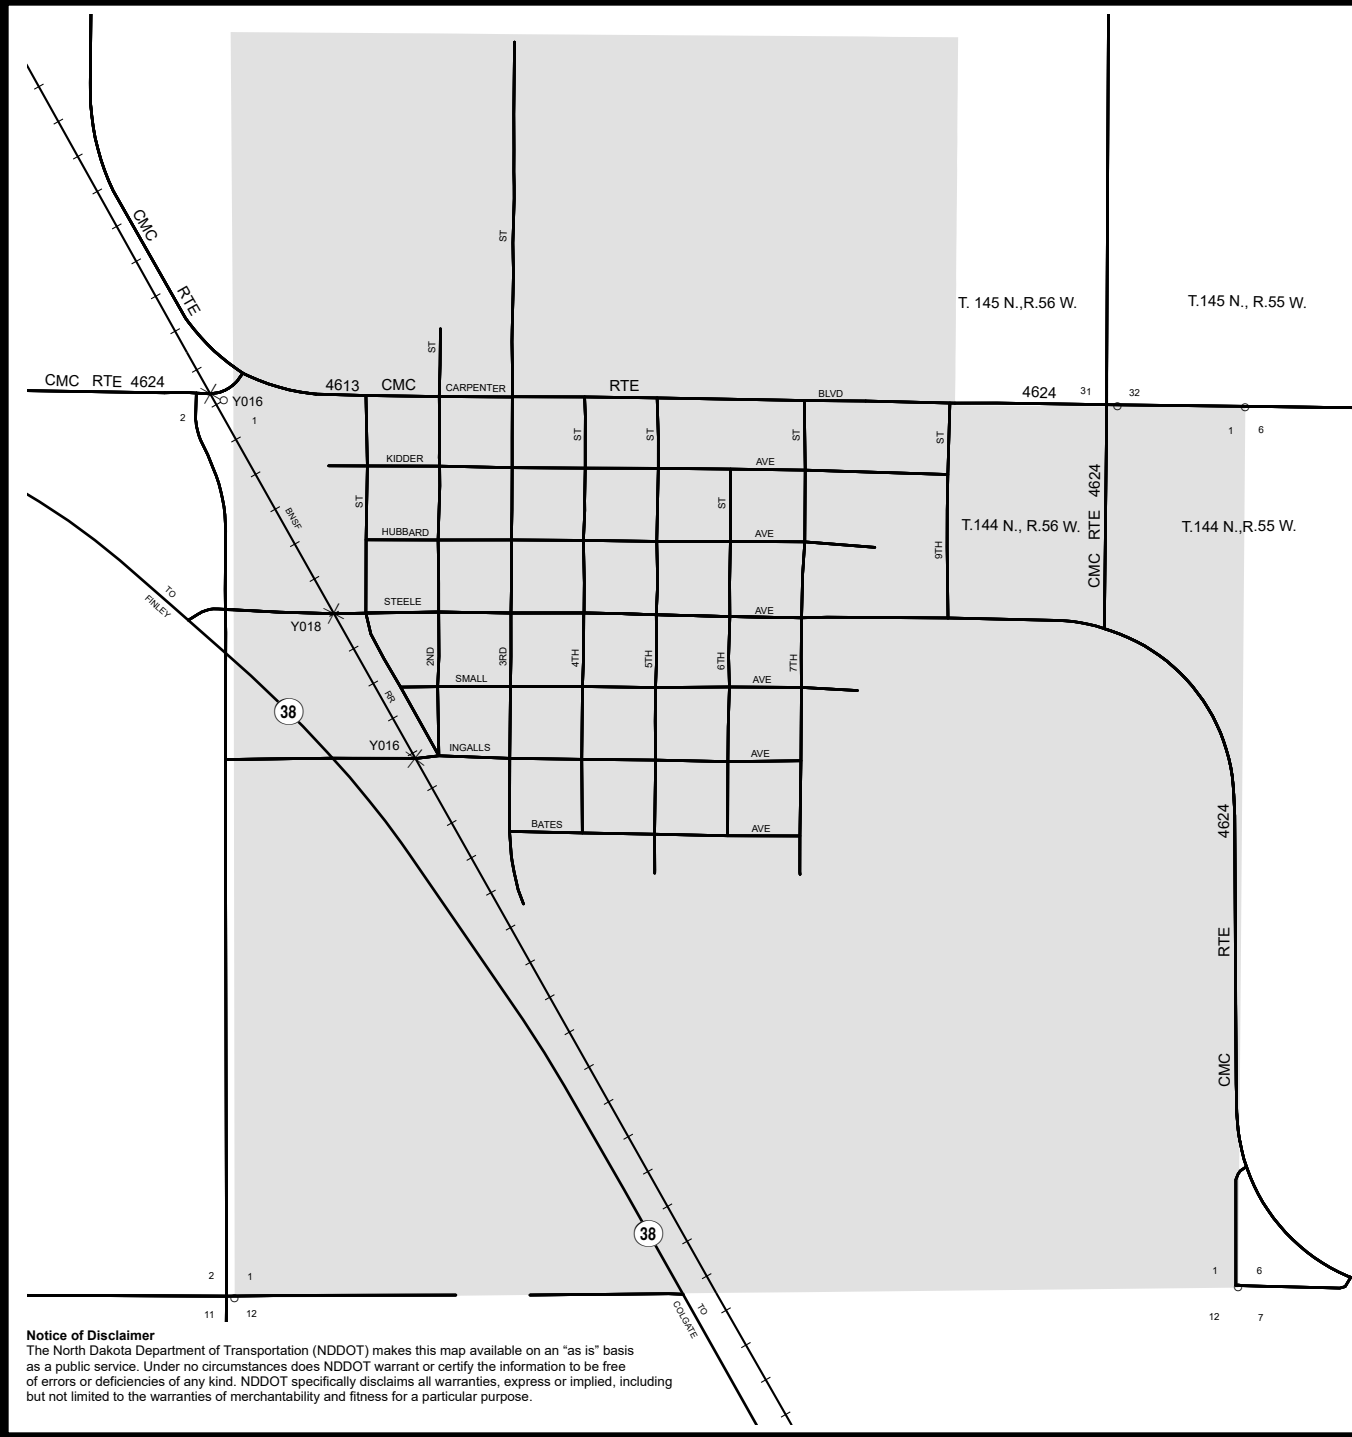 ST
CMC
RTE
T. 145 N.,R.56 W.
T.145 N., R.55 W.
ST
CMC RTE 4624
4613 CMC
CARPENTER
RTE
BLVD
4624
31
32
Y016
2
1
1
6
ST
ST
ST
ST
KIDDER
AVE
ST
ST
CMC RTE 4624
BNSF
HUBBARD
AVE
T.144 N., R.56 W.
T.144 N.,R.55 W.
9TH
TO
FINLEY
STEELE
AVE
Y018
2ND
3RD
4TH
5TH
6TH
7TH
SMALL
AVE
RR
38
Y016
INGALLS
AVE
BATES
AVE
4624
RTE
CMC
38
2
1
1
6
11
12
12
7
TO
COLGATE
Notice of Disclaimer
The North Dakota Department of Transportation (NDDOT) makes this map available on an “as is” basis
as a public service. Under no circumstances does NDDOT warrant or certify the information to be free
of errors or deficiencies of any kind. NDDOT specifically disclaims all warranties, express or implied, including
but not limited to the warranties of merchantability and fitness for a particular purpose.